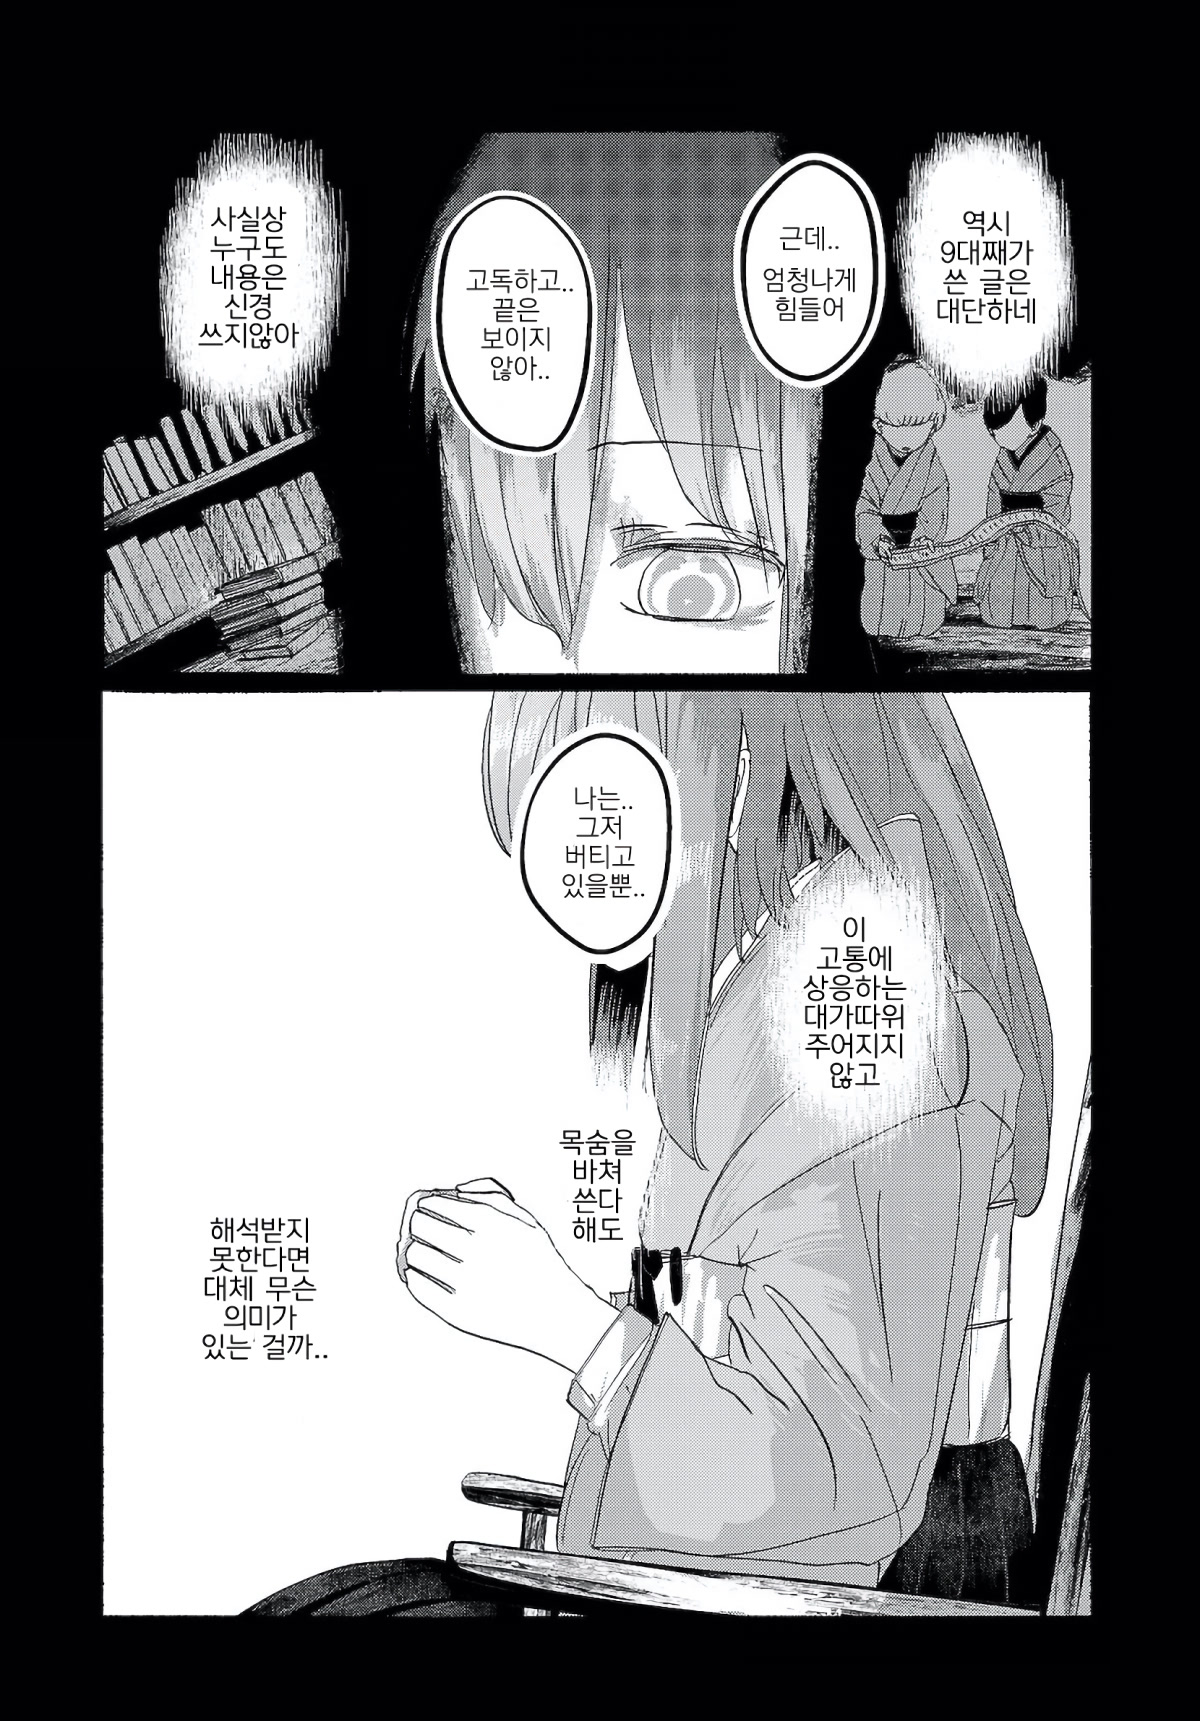 역시
9대째가
쓴 글은
대단하네
근데..
엄청나게
힘들어
고독하고..
끝은
보이지
않아..
사실상
누구도
내용은
신경
쓰지않아
나는..
그저
버티고
있을뿐..
이
고통에
상응하는
대가따위
주어지지
않고
목숨을
바쳐
쓴다
해도
해석받지
못한다면
대체 무슨
의미가
있는 걸까..